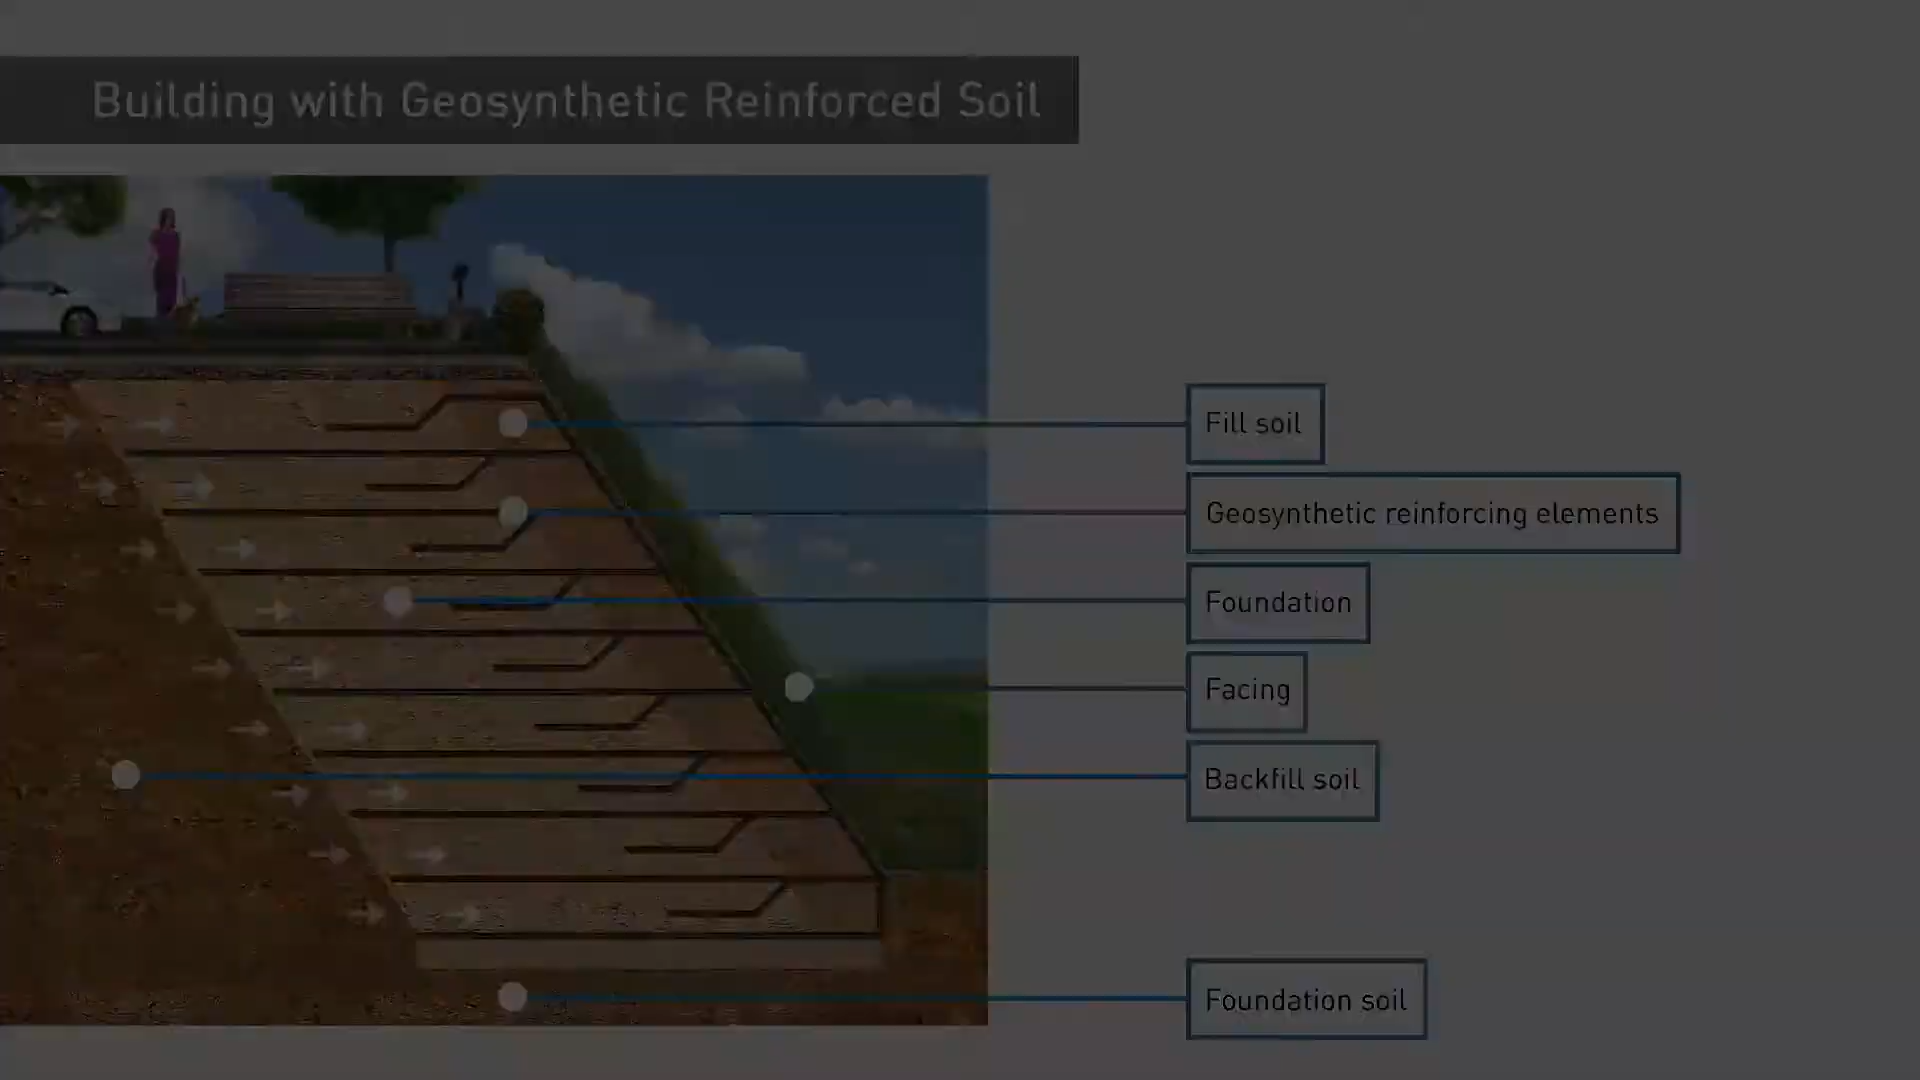 Building with Geosynthetic Reinforced Soil
Fill soil
Geosynthetic reinforcing elements
Foundation
Facing
Backfill soil
Foundation soil